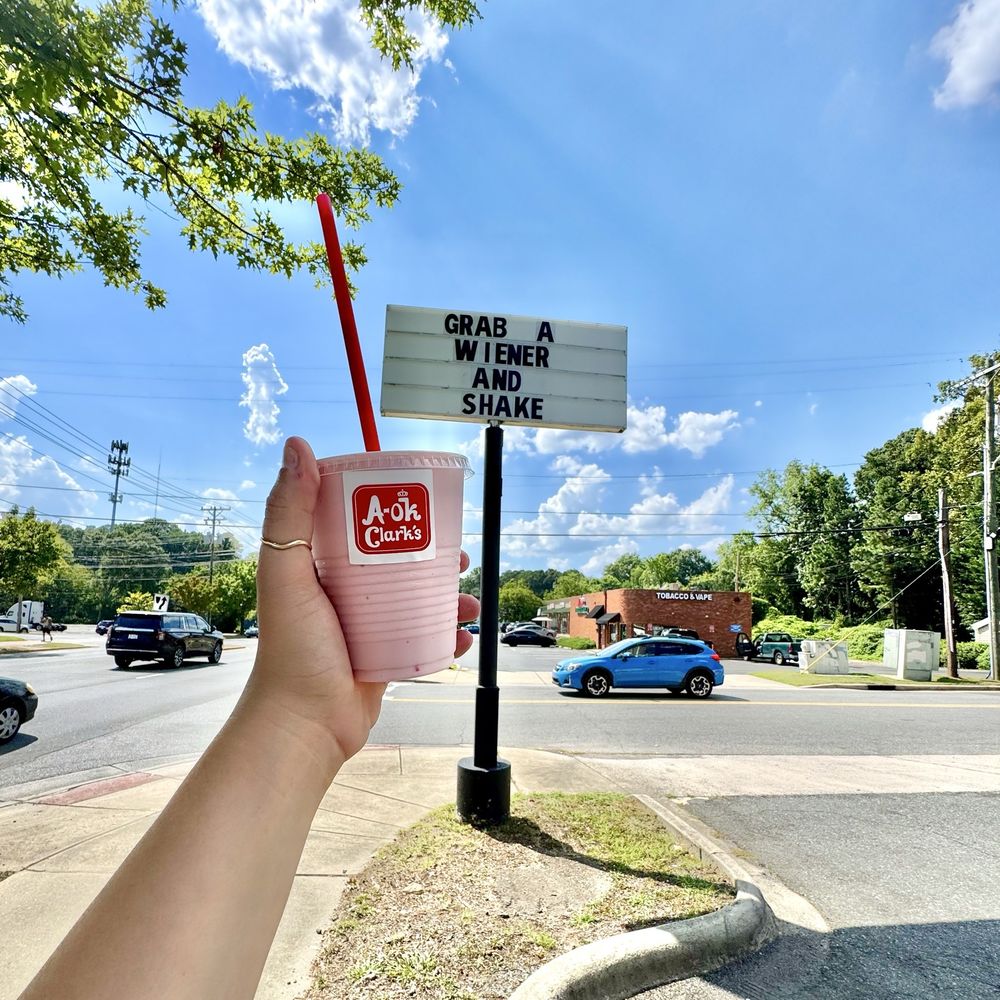 GRAB A
WIENER
AND
SHAKE
A-OK
Clark's
TOBACCO & VAPE